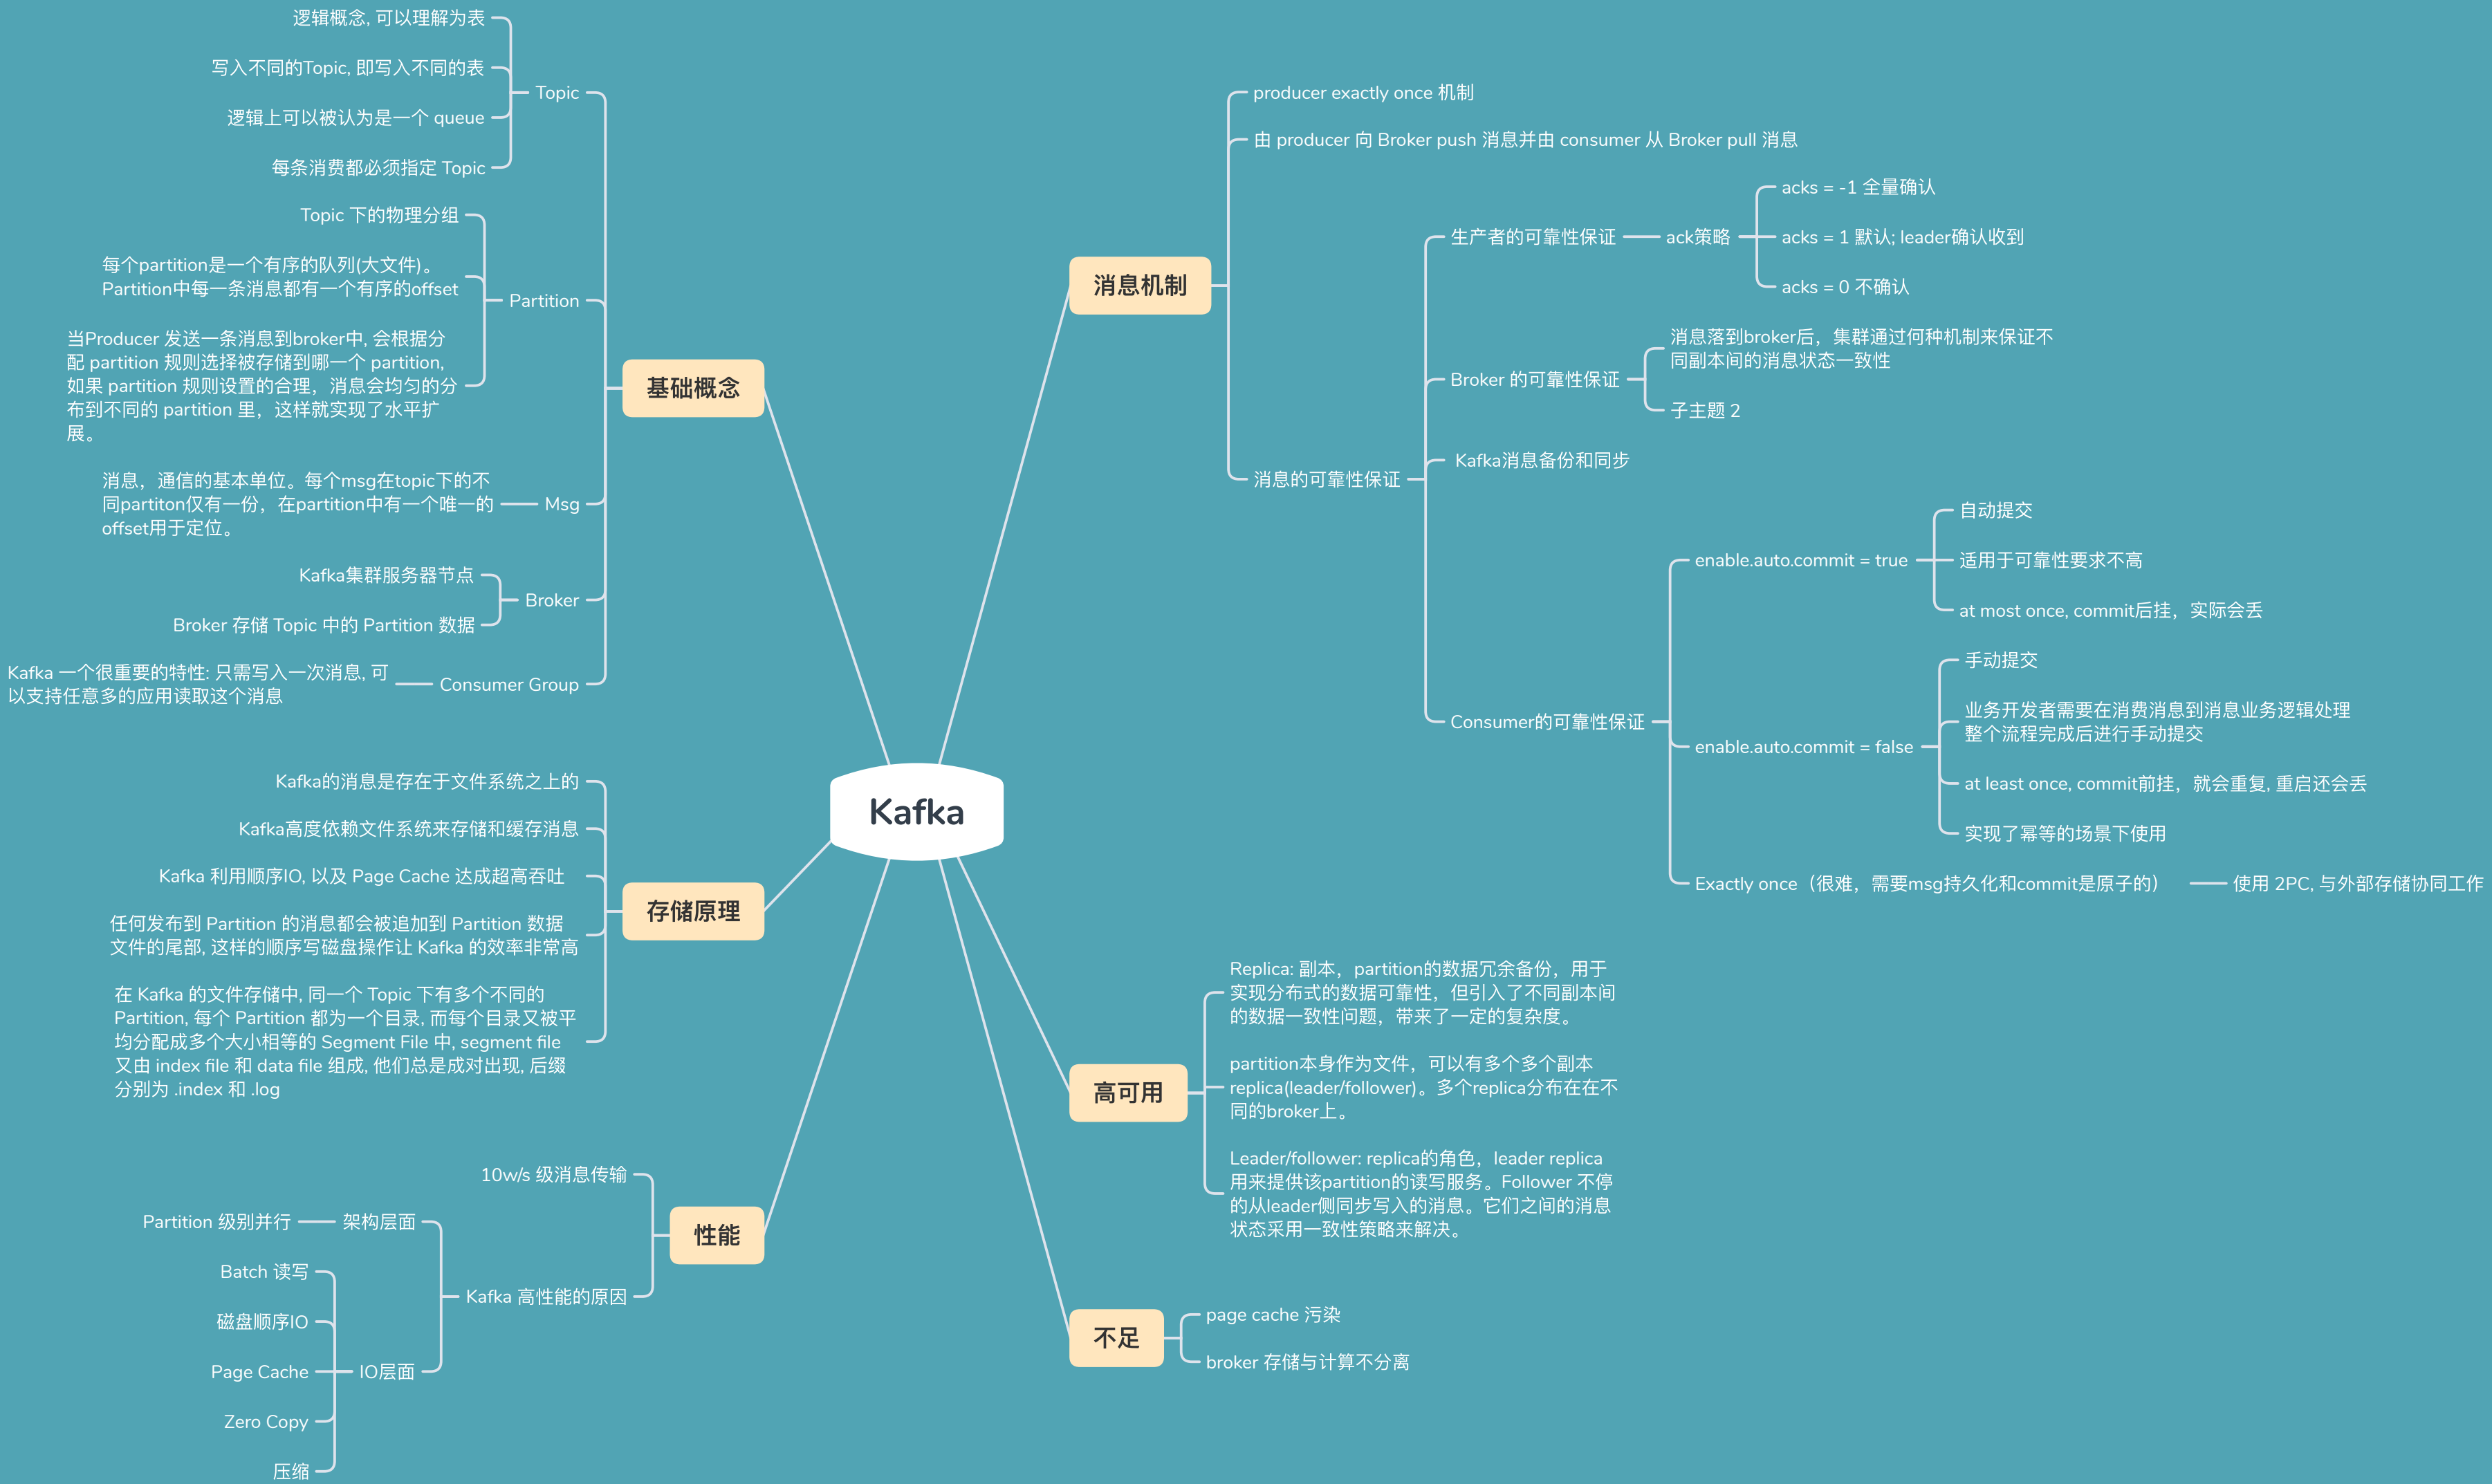 Kafka
基础概念
Topic
逻辑概念, 可以理解为表
写入不同的Topic, 即写入不同的表
逻辑上可以被认为是一个 queue
每条消费都必须指定 Topic
Partition
Topic 下的物理分组
每个partition是一个有序的队列(大文件)。
Partition中每一条消息都有一个有序的offset
当Producer 发送一条消息到broker中, 会根据分
配 partition 规则选择被存储到哪一个 partition,
如果 partition 规则设置的合理，消息会均匀的分
布到不同的 partition 里，这样就实现了水平扩
展。
Msg
消息，通信的基本单位。每个msg在topic下的不
同partiton仅有一份，在partition中有一个唯一的
offset用于定位。
Broker
Kafka集群服务器节点
Broker 存储 Topic 中的 Partition 数据
Consumer Group
Kafka 一个很重要的特性: 只需写入一次消息, 可
以支持任意多的应用读取这个消息
存储原理
Kafka的消息是存在于文件系统之上的
Kafka高度依赖文件系统来存储和缓存消息
Kafka 利用顺序IO, 以及 Page Cache 达成超高吞吐
任何发布到 Partition 的消息都会被追加到 Partition 数据
文件的尾部, 这样的顺序写磁盘操作让 Kafka 的效率非常高
在 Kafka 的文件存储中, 同一个 Topic 下有多个不同的
Partition, 每个 Partition 都为一个目录, 而每个目录又被平
均分配成多个大小相等的 Segment File 中, segment file
又由 index file 和 data file 组成, 他们总是成对出现, 后缀
分别为 .index 和 .log
性能
10w/s 级消息传输
Kafka 高性能的原因
架构层面
Partition 级别并行
IO层面
Batch 读写
磁盘顺序IO
Page Cache
Zero Copy
压缩
消息机制
producer exactly once 机制
由 producer 向 Broker push 消息并由 consumer 从 Broker pull 消息
消息的可靠性保证
生产者的可靠性保证
ack策略
acks = -1 全量确认
acks = 1 默认; leader确认收到
acks = 0 不确认
Broker 的可靠性保证
消息落到broker后，集群通过何种机制来保证不
同副本间的消息状态一致性
子主题 2
Kafka消息备份和同步
Consumer的可靠性保证
enable.auto.commit = true
自动提交
适用于可靠性要求不高
at most once, commit后挂，实际会丢
enable.auto.commit = false
手动提交
业务开发者需要在消费消息到消息业务逻辑处理
整个流程完成后进行手动提交
at least once, commit前挂，就会重复, 重启还会丢
实现了幂等的场景下使用
Exactly once（很难，需要msg持久化和commit是原子的）
使用 2PC, 与外部存储协同工作
高可用
Replica: 副本，partition的数据冗余备份，用于
实现分布式的数据可靠性，但引入了不同副本间
的数据一致性问题，带来了一定的复杂度。
partition本身作为文件，可以有多个多个副本
replica(leader/follower)。多个replica分布在在不
同的broker上。
Leader/follower: replica的角色，leader replica
用来提供该partition的读写服务。Follower 不停
的从leader侧同步写入的消息。它们之间的消息
状态采用一致性策略来解决。
不足
page cache 污染
broker 存储与计算不分离